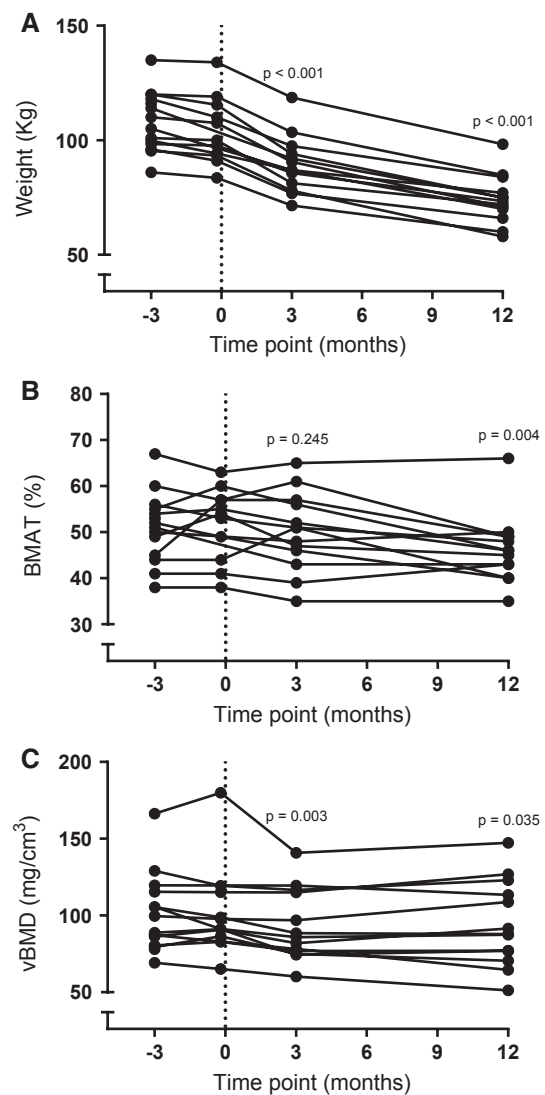 A
150
100
50
Weight (Kg)
p < 0.001
p < 0.001
-3 0 3 6 9 12
Time point (months)
B
80
70
60
50
40
30
BMAT (%)
p = 0.245
p = 0.004
-3 0 3 6 9 12
Time point (months)
C
200
150
100
50
vBMD (mg/cm³)
p = 0.003
p = 0.035
-3 0 3 6 9 12
Time point (months)